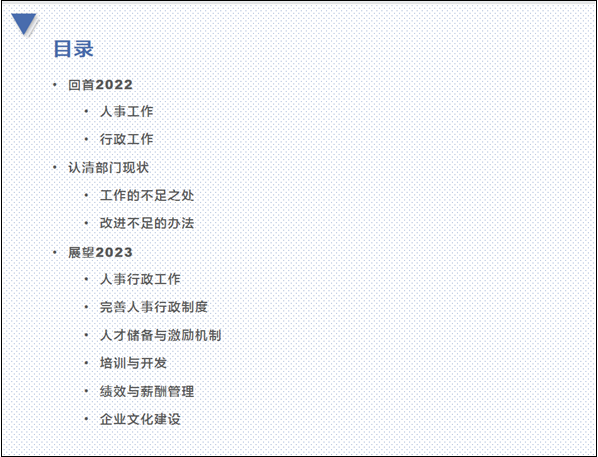 目录
• 回首2022
• 人事工作
• 行政工作
• 认清部门现状
• 工作的不足之处
• 改进不足的办法
• 展望2023
• 人事行政工作
• 完善人事行政制度
• 人才储备与激励机制
• 培训与开发
• 绩效与薪酬管理
• 企业文化建设